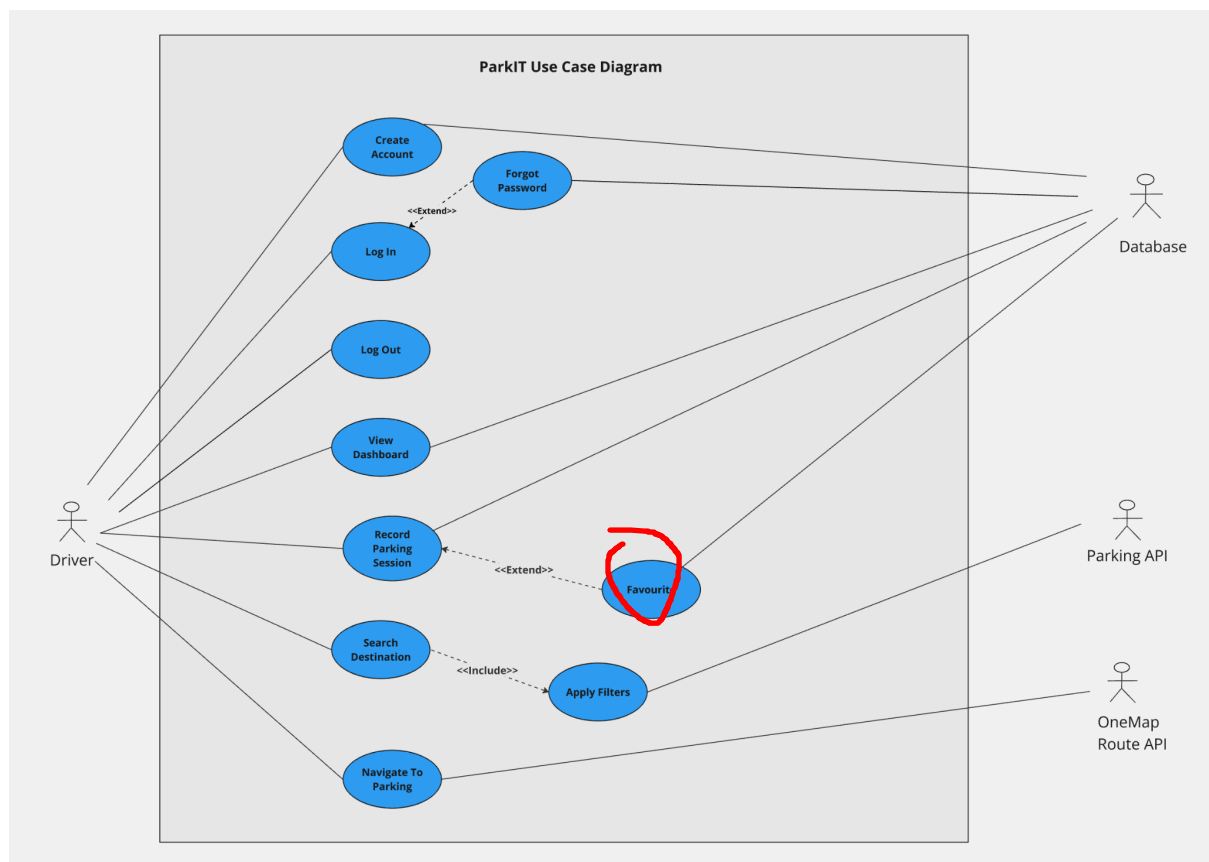 ParkIT Use Case Diagram
Create
Account
Forgot
Password
<<Extend>>
Log In
Database
Log Out
View
Dashboard
Record
Parking
Session
Driver
<<Extend>>
Favourit
Parking API
Search
Destination
<<Include>>
Apply Filters
OneMap
Route API
Navigate To
Parking